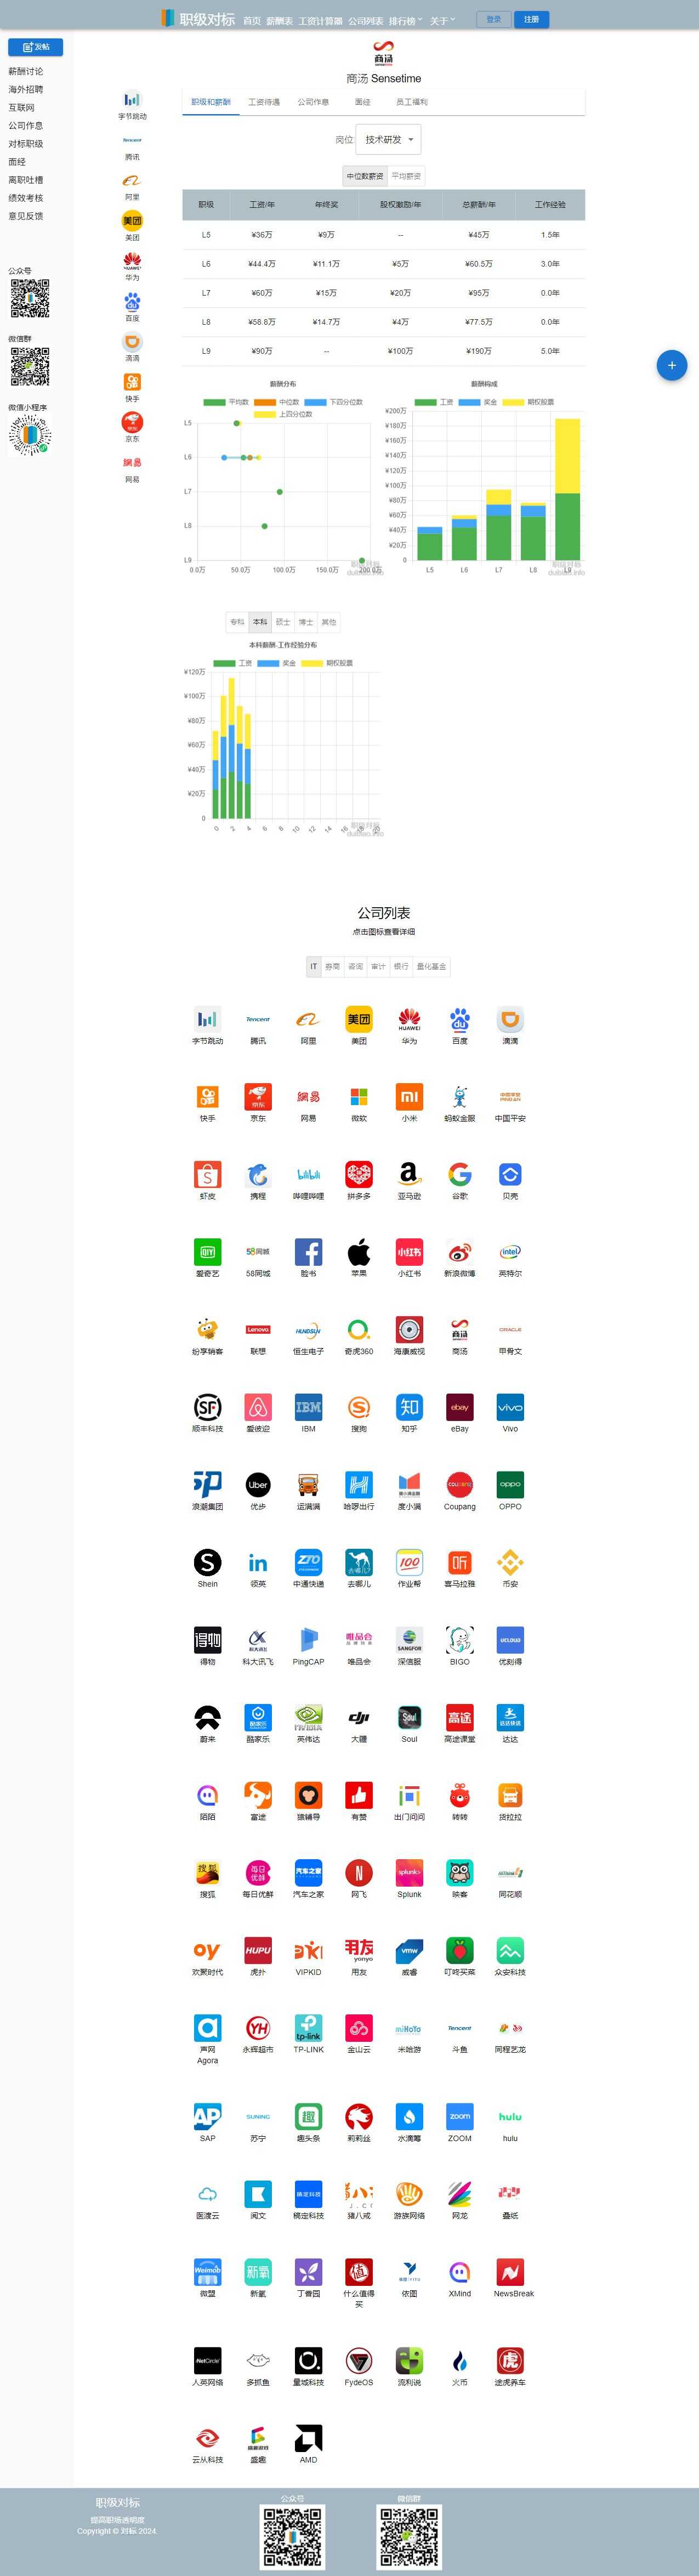 职级对标 首页 薪酬表 工资计算器 公司列表 排行榜 关于 登录 注册
发帖
薪酬讨论
海外招聘
互联网
公司作息
对标职级
面经
离职吐槽
绩效考核
意见反馈
公众号
微信群
微信小程序
字节跳动
Tencent
腾讯
阿里
美团
美团
HUAWEI
华为
百度
滴滴
快手
京东
京东
網易
网易
商汤
商汤 Sensetime
职级和薪酬 工资待遇 公司作息 面经 员工福利
岗位: 技术研发
中位数薪资 平均薪资
职级 工资/年 年终奖 股权激励/年 总薪酬/年 工作经验
L5 ¥36万 ¥9万 -- ¥45万 1.5年
L6 ¥44.4万 ¥11.1万 ¥5万 ¥60.5万 3.0年
L7 ¥60万 ¥15万 ¥20万 ¥95万 0.0年
L8 ¥58.8万 ¥14.7万 ¥4万 ¥77.5万 0.0年
L9 ¥90万 -- ¥100万 ¥190万 5.0年
薪酬分布
平均数 中位数 下四分位数
上四分位数
L5
L6
L7
L8
L9
0.0万 50.0万 100.0万 150.0万 200.0万
职级对标
duibiao.info
薪酬构成
工资 奖金 期权股票
¥200万
¥180万
¥160万
¥140万
¥120万
¥100万
¥80万
¥60万
¥40万
¥20万
0
L5 L6 L7 L8 L9
职级对标
duibiao.info
专科 本科 硕士 博士 其他
本科薪酬-工作经验分布
工资 奖金 期权股票
¥120万
¥100万
¥80万
¥60万
¥40万
¥20万
0
0 2 4 6 8 10 12 14 16 18 20
职级对标
duibiao.info
公司列表
点击图标查看详细
IT 券商 咨询 审计 银行 量化基金
字节跳动 腾讯 阿里 美团 华为 百度 滴滴
快手 京东 网易 微软 小米 蚂蚁金服 中国平安
虾皮 携程 哔哩哔哩 拼多多 亚马逊 谷歌 贝壳
爱奇艺 58同城 脸书 苹果 小红书 新浪微博 英特尔
纷享销客 联想 恒生电子 奇虎360 海康威视 商汤 甲骨文
顺丰科技 爱彼迎 IBM 搜狗 知乎 eBay Vivo
浪潮集团 优步 运满满 哈啰出行 度小满 Coupang OPPO
Shein 领英 中通快递 去哪儿 作业帮 喜马拉雅 币安
得物 科大讯飞 PingCAP 唯品会 深信服 BIGO 优刻得
蔚来 酷家乐 英伟达 大疆 Soul 高途课堂 达达
陌陌 富途 猿辅导 有赞 出门问问 转转 货拉拉
搜狐 每日优鲜 汽车之家 网飞 Splunk 映客 同花顺
欢聚时代 虎扑 VIPKID 用友 威睿 叮咚买菜 众安科技
声网 Agora 永辉超市 TP-LINK 金山云 米哈游 斗鱼 同程艺龙
SAP 苏宁 趣头条 莉莉丝 水滴筹 ZOOM hulu
医渡云 阅文 稿定科技 猪八戒 游族网络 网龙 叠纸
微盟 新氧 丁香园 什么值得买 依图 XMind NewsBreak
人英网络 多抓鱼 量域科技 FydeOS 流利说 火币 途虎养车
云从科技 盛趣 AMD
职级对标
提高职场透明度
Copyright © 对标 2024.
公众号
微信群